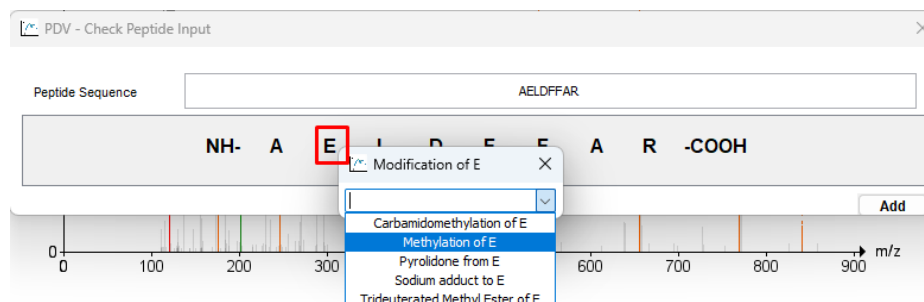 PDV - Check Peptide Input
Peptide Sequence AELDFFAR
NH- A E L D F F A R -COOH
Modification of E
Add
Carbamidomethylation of E
Methylation of E
Pyrolidone from E
Sodium adduct to E
Trideuterated Methyl Ester of E
0 m/z
0 100 200 300 600 700 800 900